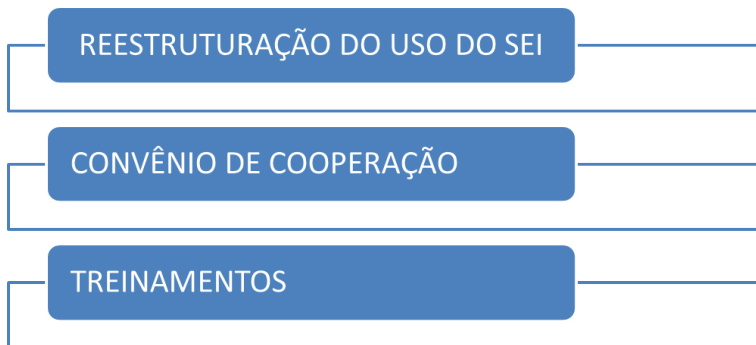 REESTRUTURAÇÃO DO USO DO SEI
CONVÊNIO DE COOPERAÇÃO
TREINAMENTOS